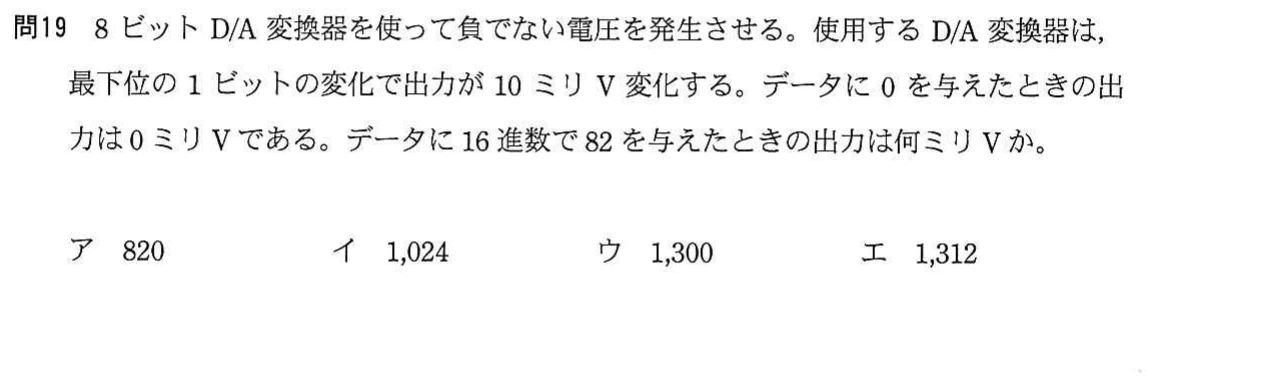 問19 8 ビット D/A 変換器を使って負でない電圧を発生させる。使用する D/A 変換器は,
最下位の 1 ビットの変化で出力が 10 ミリ V 変化する。データに 0 を与えたときの出
力は 0 ミリ V である。データに 16 進数で 82 を与えたときの出力は何ミリ V か。
ア 820 イ 1,024 ウ 1,300 エ 1,312